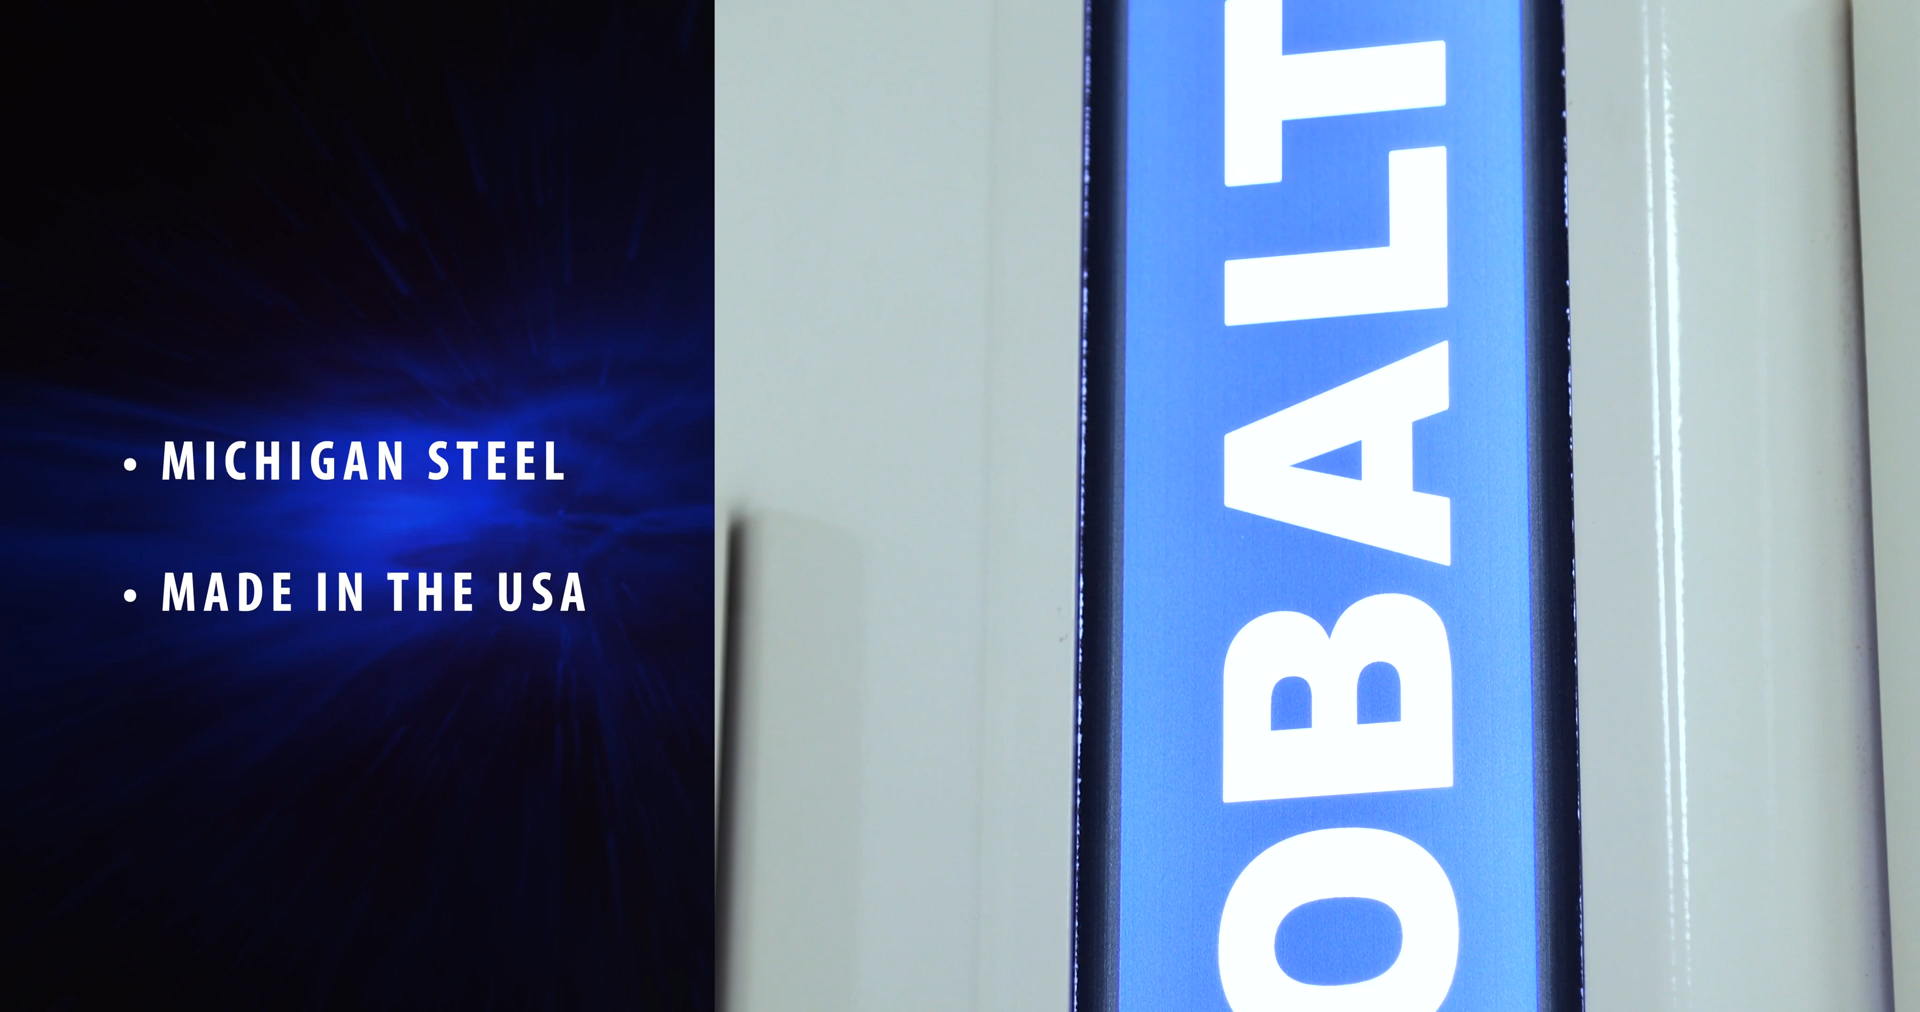 • MICHIGAN STEEL
• MADE IN THE USA
OBALT